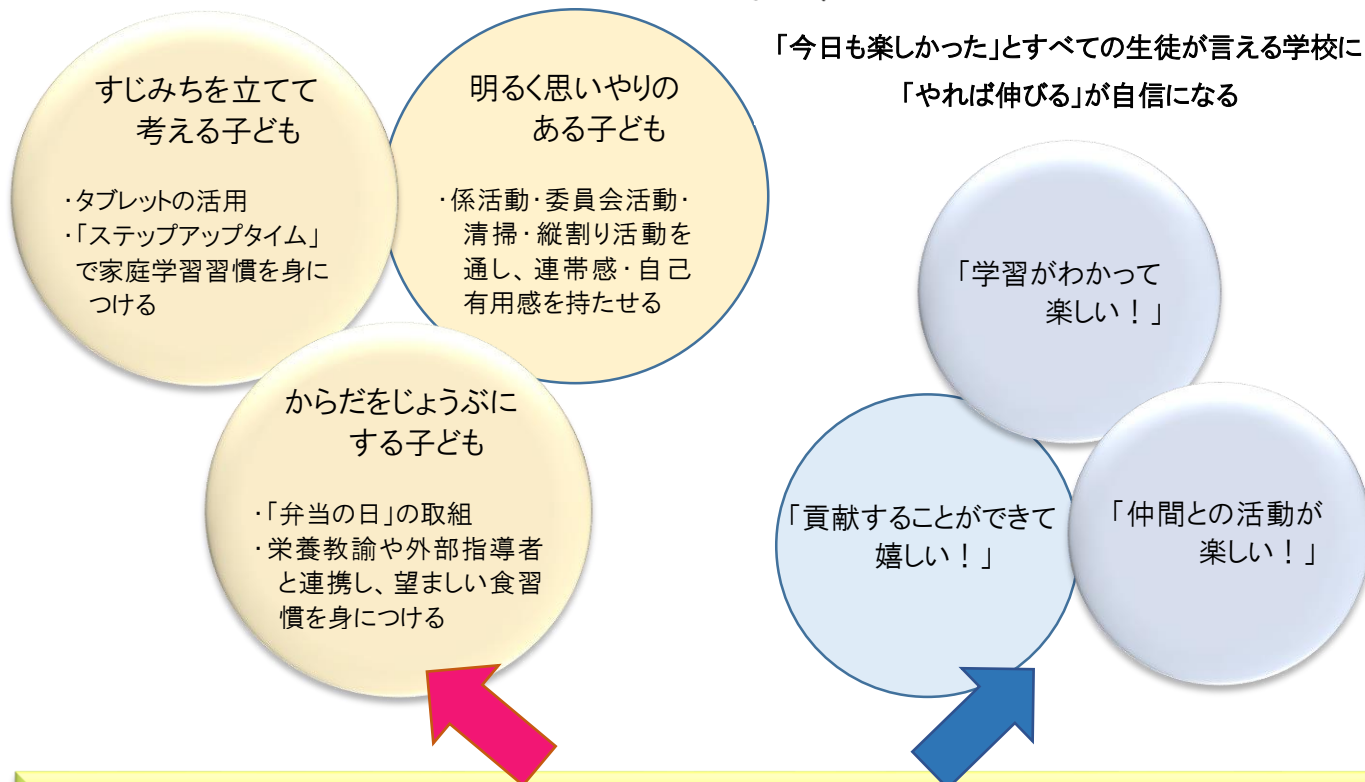 「今日も楽しかった」とすべての生徒が言える学校に
「やれば伸びる」が自信になる
すじみちを立てて
考える子ども
・タブレットの活用
・「ステップアップタイム」
で家庭学習習慣を身に
つける
明るく思いやりの
ある子ども
・係活動・委員会活動・
清掃・縦割り活動を
通し、連帯感・自己
有用感を持たせる
からだをじょうぶに
する子ども
・「弁当の日」の取組
・栄養教諭や外部指導者
と連携し、望ましい食習
慣を身につける
「学習がわかって
楽しい！」
「貢献することができて
嬉しい！」
「仲間との活動が
楽しい！」